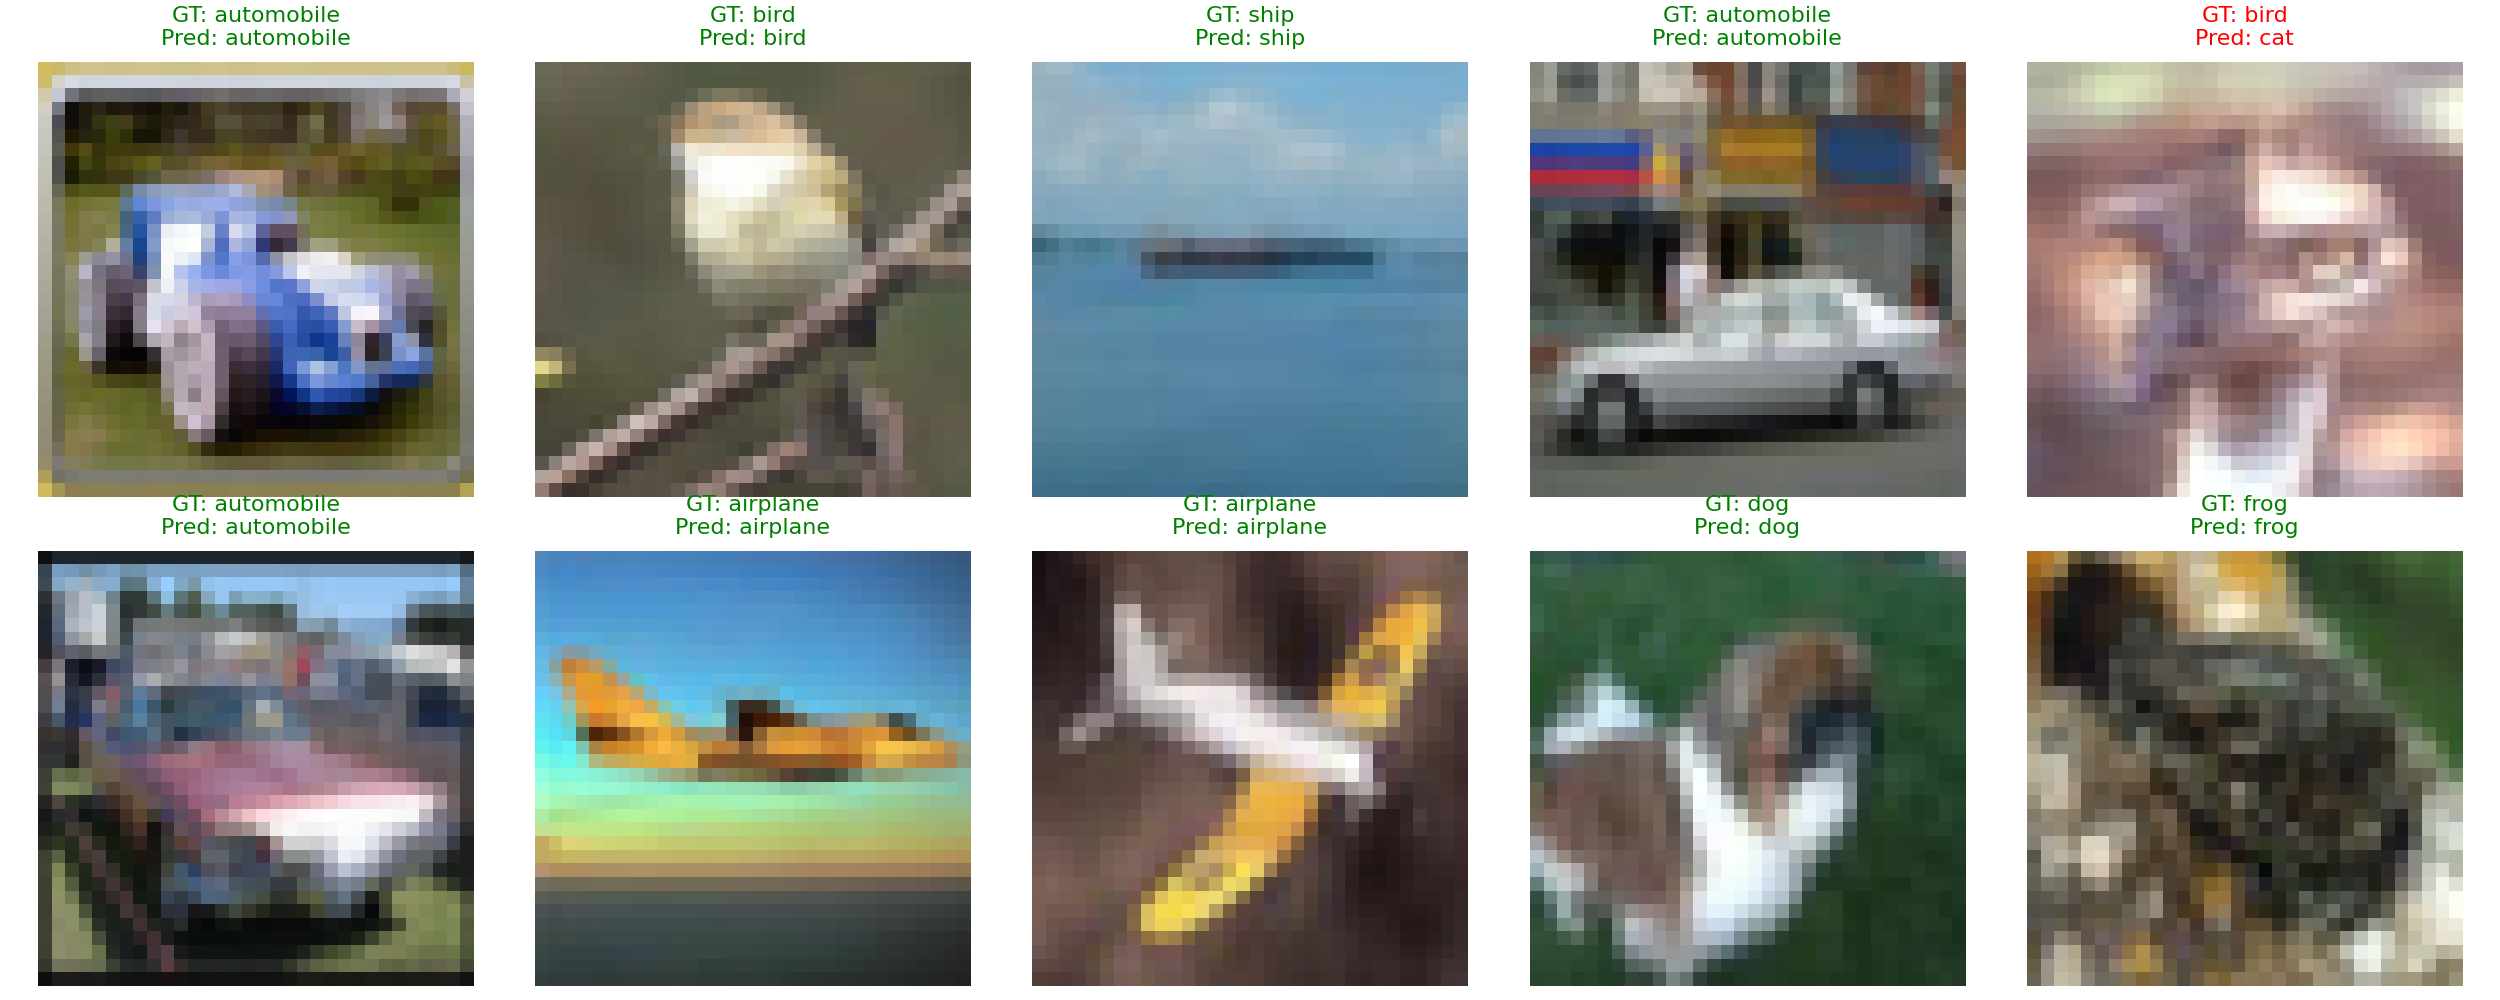 GT: automobile
Pred: automobile
GT: bird
Pred: bird
GT: ship
Pred: ship
GT: automobile
Pred: automobile
GT: bird
Pred: cat
GT: automobile
Pred: automobile
GT: airplane
Pred: airplane
GT: airplane
Pred: airplane
GT: dog
Pred: dog
GT: frog
Pred: frog